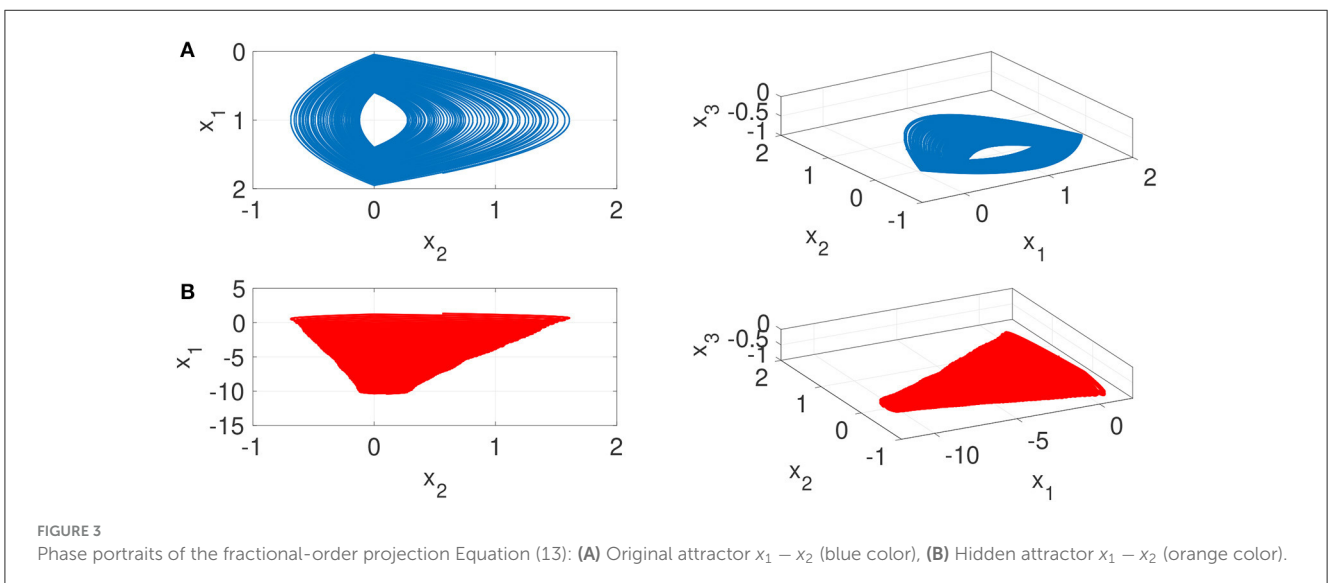 A
0
1
2
x1
-1
0
1
2
x2
0
-0.5
-1
x3
2
1
0
-1
x2
0
1
2
x1
B
5
0
-5
-10
-15
x1
-1
0
1
2
x2
0
-0.5
-1
x3
2
1
0
-1
x2
-10
-5
0
x1
FIGURE 3
Phase portraits of the fractional-order projection Equation (13): (A) Original attractor x1 − x2 (blue color), (B) Hidden attractor x1 − x2 (orange color).